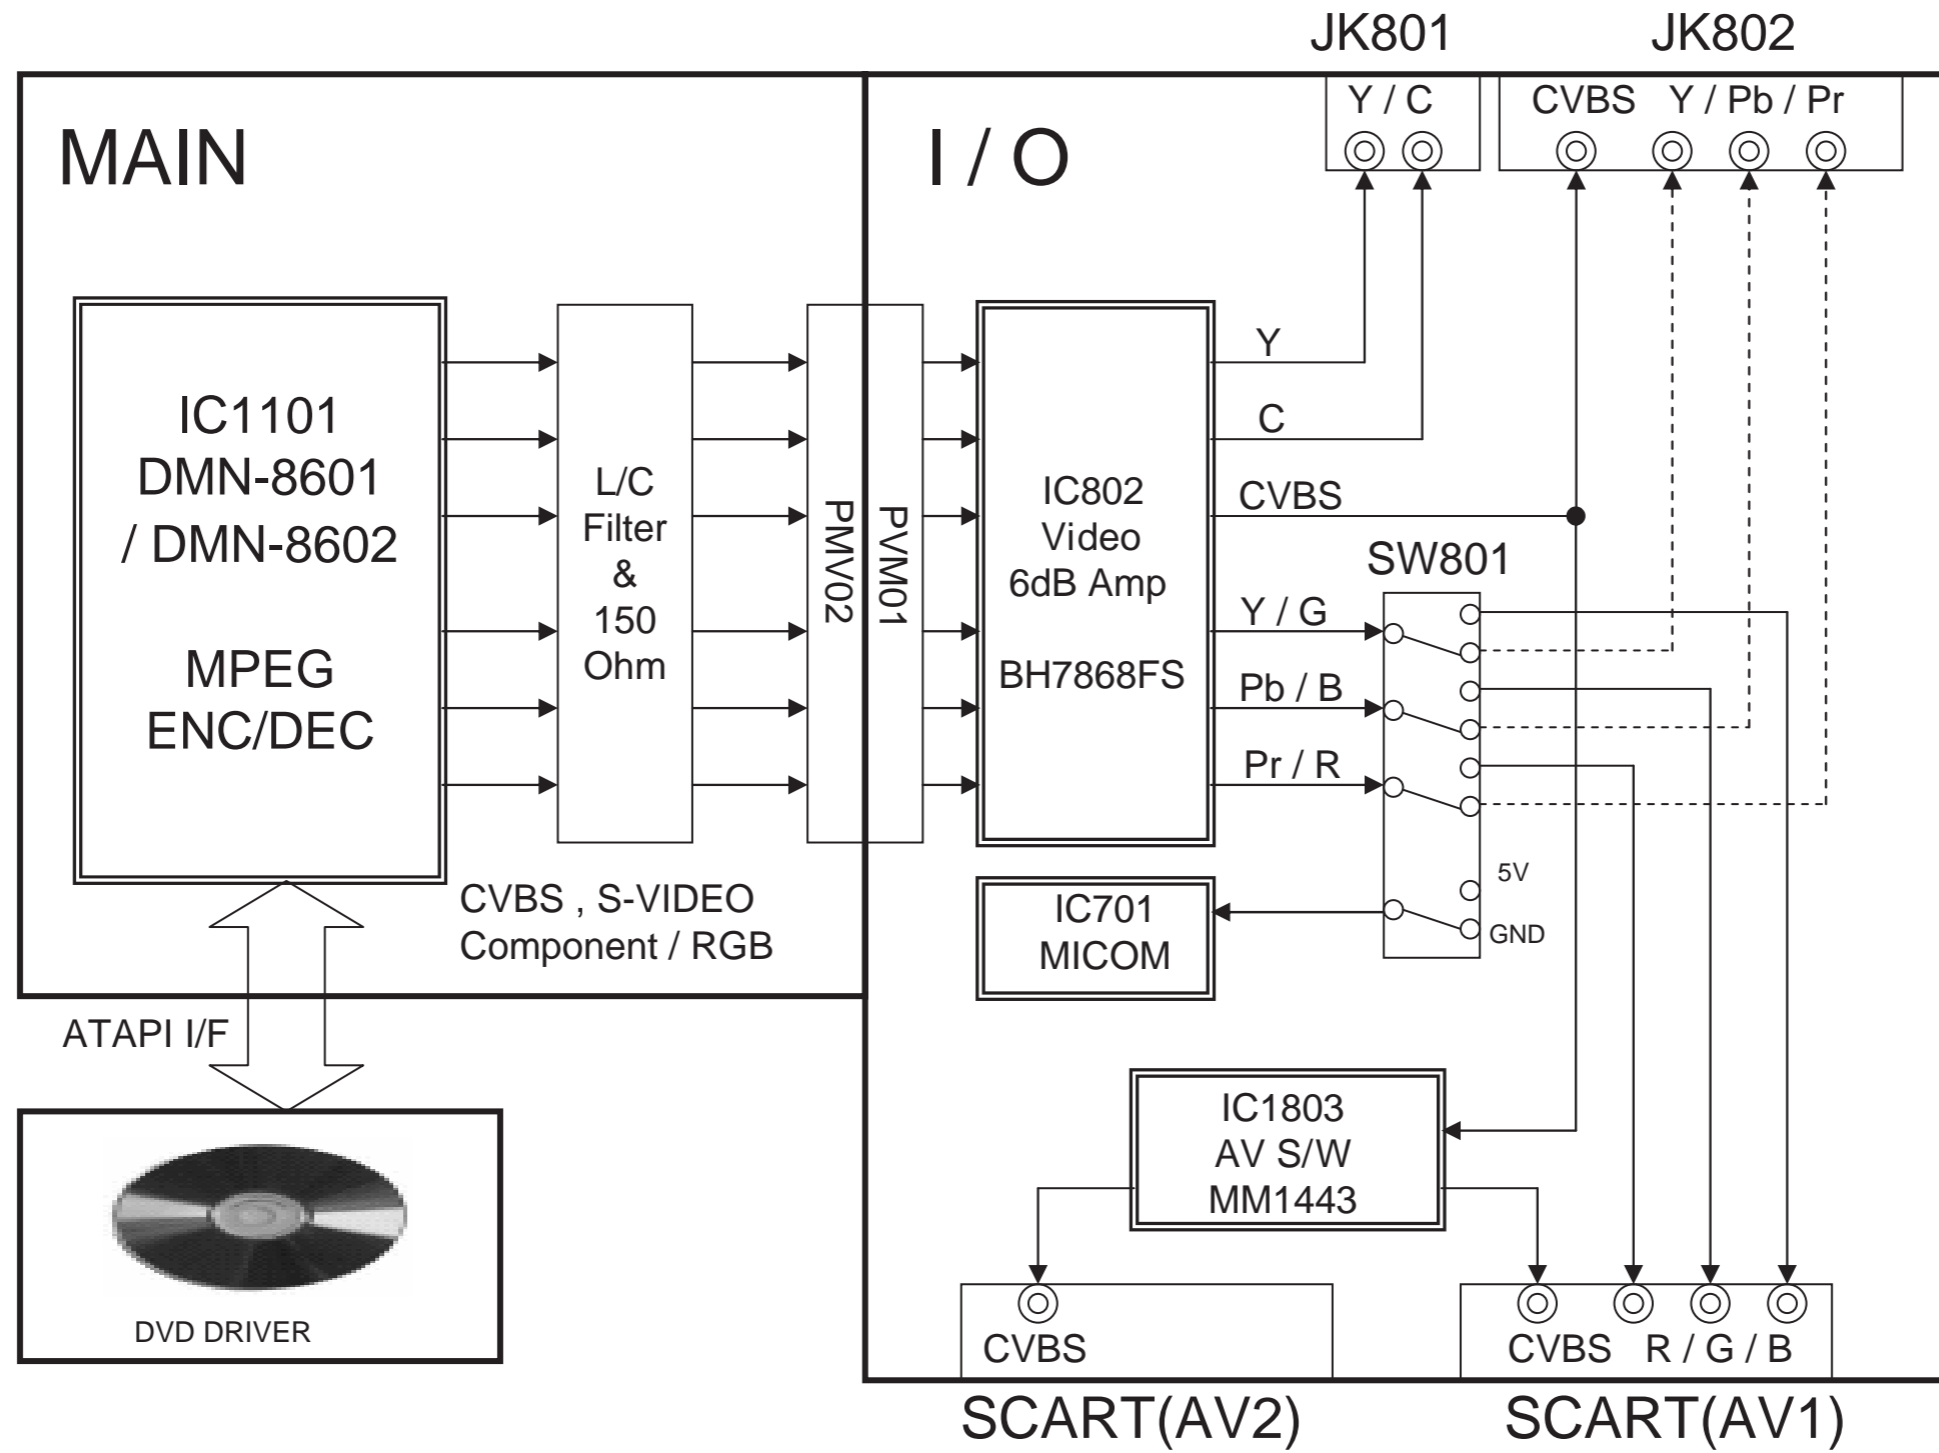 JK801
JK802
MAIN
I / O
Y / C
CVBS Y / Pb / Pr
IC1101
DMN-8601
/ DMN-8602
MPEG
ENC/DEC
L/C
Filter
&
150
Ohm
PMV02
PVM01
IC802
Video
6dB Amp
BH7868FS
Y
C
CVBS
Y / G
Pb / B
Pr / R
SW801
5V
GND
CVBS , S-VIDEO
Component / RGB
IC701
MICOM
ATAPI I/F
DVD DRIVER
IC1803
AV S/W
MM1443
CVBS
CVBS R / G / B
SCART(AV2)
SCART(AV1)